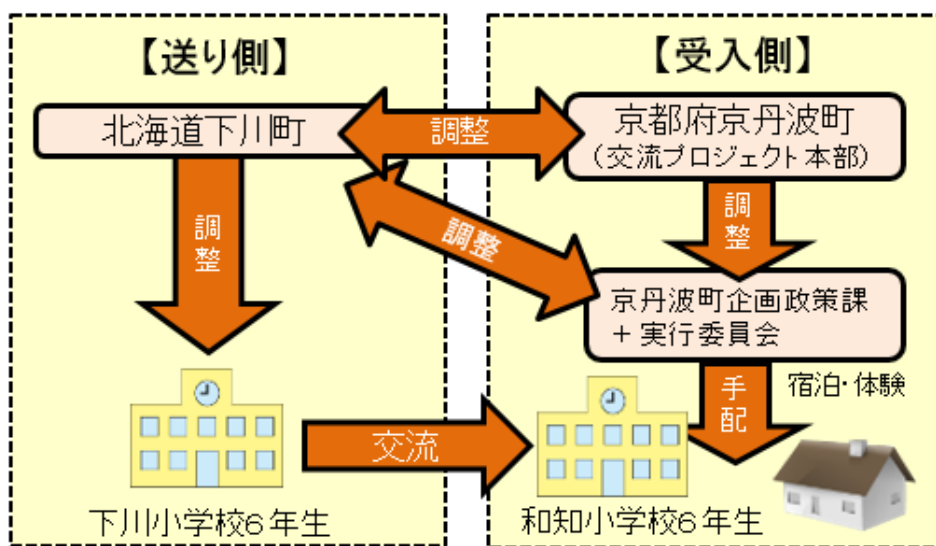 【送り側】
北海道下川町
調整
下川小学校6年生
調整
調整
交流
【受入側】
京都府京丹波町
（交流プロジェクト本部）
調整
京丹波町企画政策課
+実行委員会
手配
宿泊・体験
和知小学校6年生